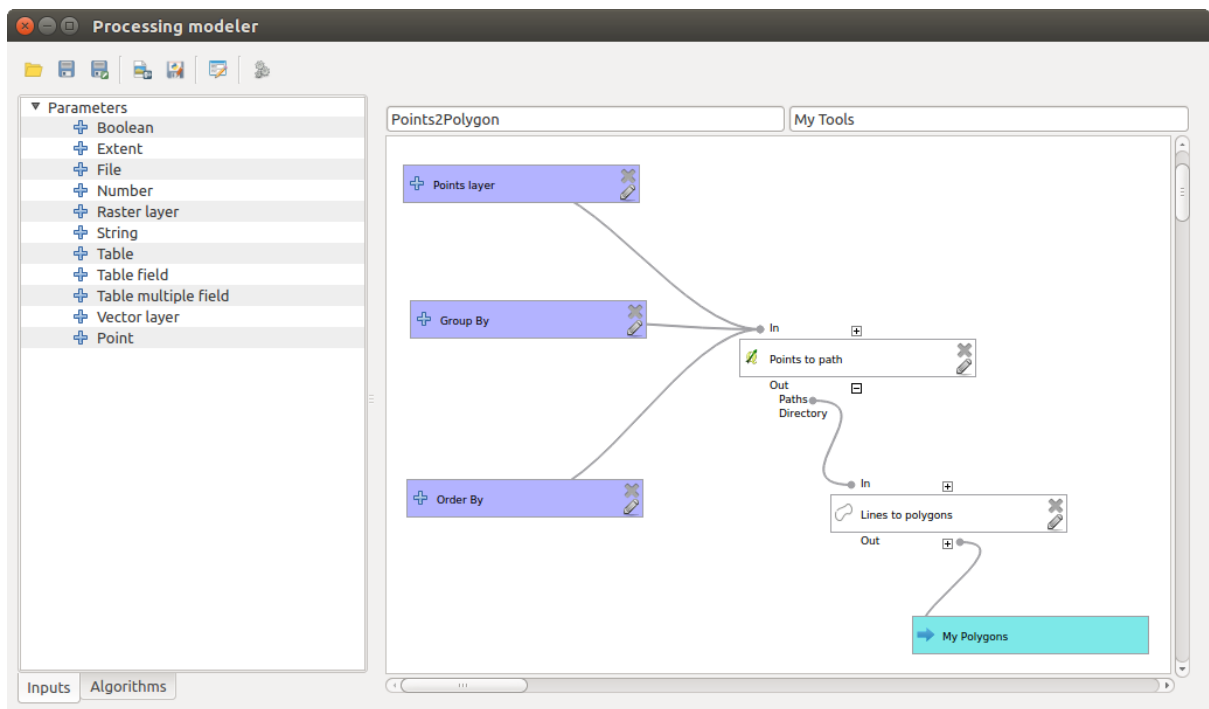 Processing modeler
Parameters
Boolean
Extent
File
Number
Raster layer
String
Table
Table field
Table multiple field
Vector layer
Point
Inputs
Algorithms
Points2Polygon
My Tools
Points layer
Group By
In
Points to path
Out
Paths
Directory
Order By
In
Lines to polygons
Out
My Polygons